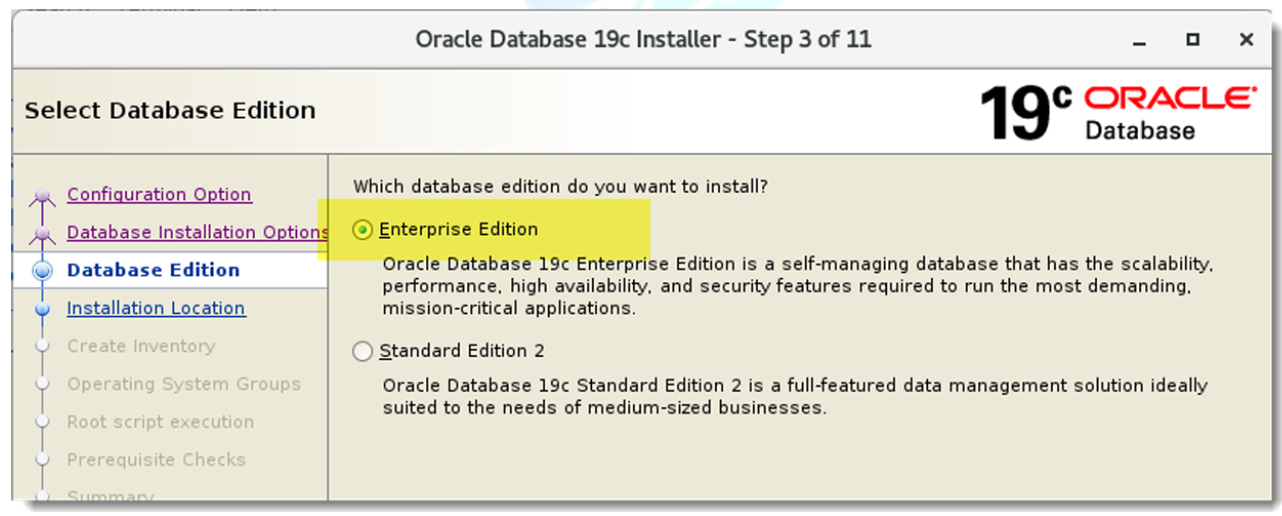 Oracle Database 19c Installer - Step 3 of 11
Select Database Edition
19c ORACLE
Database
Configuration Option
Database Installation Options
Database Edition
Installation Location
Create Inventory
Operating System Groups
Root script execution
Prerequisite Checks
Summary
Which database edition do you want to install?
Enterprise Edition
Oracle Database 19c Enterprise Edition is a self-managing database that has the scalability,
performance, high availability, and security features required to run the most demanding,
mission-critical applications.
Standard Edition 2
Oracle Database 19c Standard Edition 2 is a full-featured data management solution ideally
suited to the needs of medium-sized businesses.